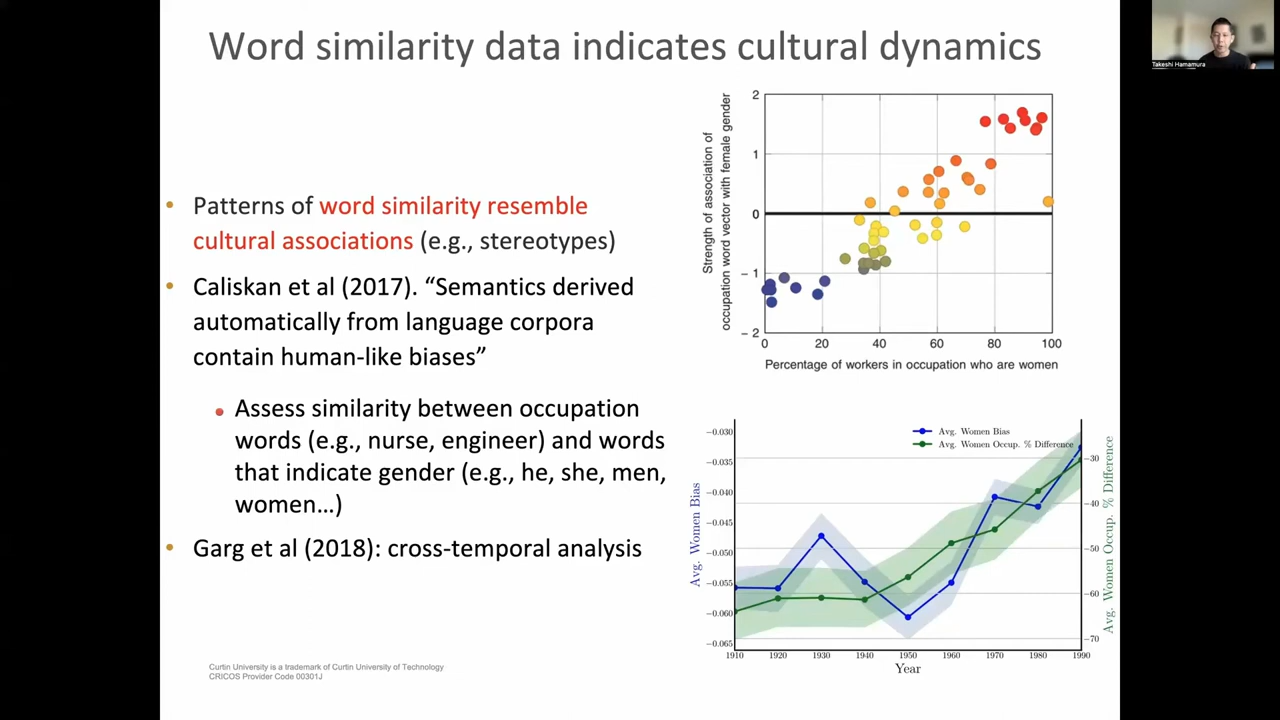 Word similarity data indicates cultural dynamics
Takeshi Hamamura
• Patterns of word similarity resemble
cultural associations (e.g., stereotypes)
• Caliskan et al (2017). “Semantics derived
automatically from language corpora
contain human-like biases”
• Assess similarity between occupation
words (e.g., nurse, engineer) and words
that indicate gender (e.g., he, she, men,
women…)
• Garg et al (2018): cross-temporal analysis
Curtin University is a trademark of Curtin University of Technology
CRICOS Provider Code 00301J
Strength of association of
occupation word vector with female gender
2
1
0
– 1
– 2
0 20 40 60 80 100
Percentage of workers in occupation who are women
Avg. Women Bias
Avg. Women Occup. % Difference
Avg. Women Bias
−0.030
−0.035
−0.040
−0.045
−0.050
−0.055
−0.060
−0.065
−30
−40
−50
−60
−70
Avg. Women Occup. % Difference
1910 1920 1930 1940 1950 1960 1970 1980 1990
Year